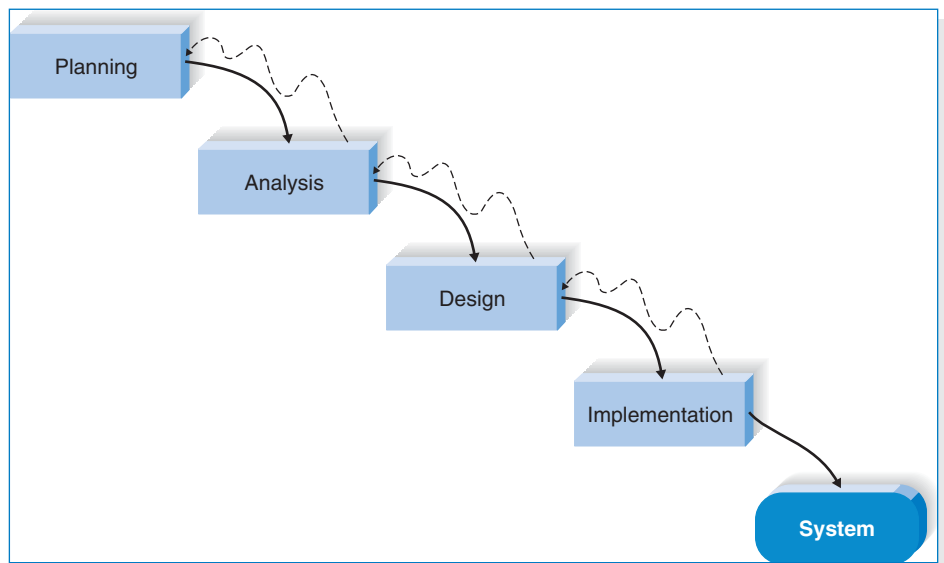 Planning
Analysis
Design
Implementation
System